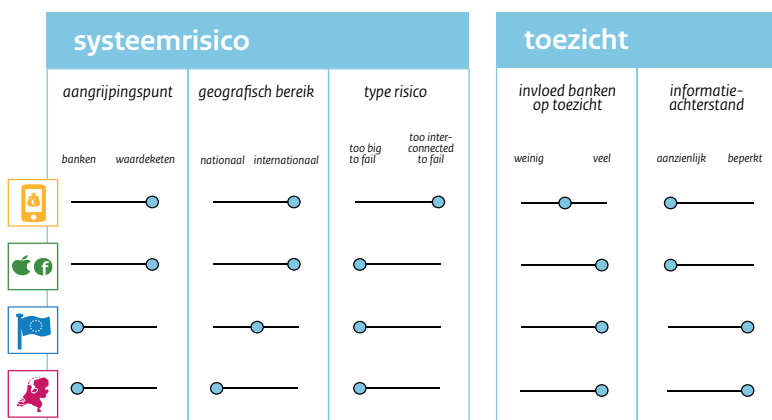 systeemrisico
toezicht
aangrijpingspunt
geografisch bereik
type risico
invloed banken
op toezicht
informatie-
achterstand
banken
waardeketen
nationaal
internationaal
too big
to fail
too inter-
connected
to fail
weinig
veel
aanzienlijk
beperkt